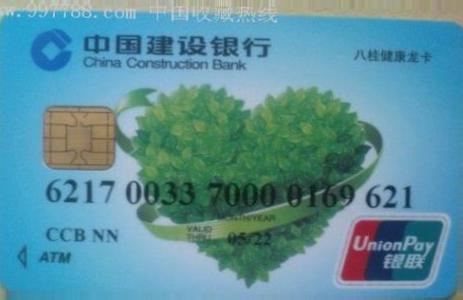 www.997788.com 中国收藏热线
中国建设银行
China Construction Bank
八桂健康龙卡
6217 0033 7000 0169 621
MONTH/YEAR
VALID THRU 05/22
CCB NN
ATM
UnionPay
银联